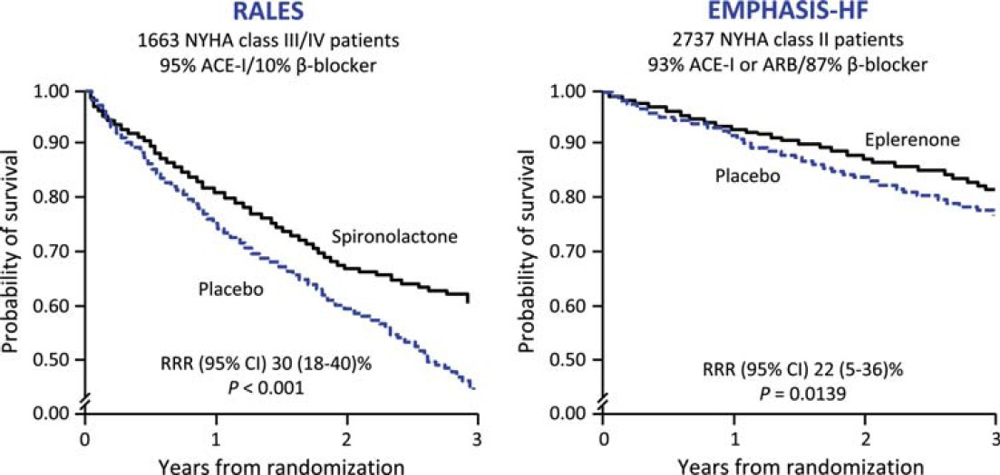 RALES
1663 NYHA class III/IV patients
95% ACE-I/10% β-blocker
Probability of survival
1.00
0.90
0.80
0.70
0.60
0.50
0.00
Spironolactone
Placebo
RRR (95% CI) 30 (18-40)%
P < 0.001
0 1 2 3
Years from randomization
EMPHASIS-HF
2737 NYHA class II patients
93% ACE-I or ARB/87% β-blocker
Probability of survival
1.00
0.90
0.80
0.70
0.60
0.50
0.00
Eplerenone
Placebo
RRR (95% CI) 22 (5-36)%
P = 0.0139
0 1 2 3
Years from randomization